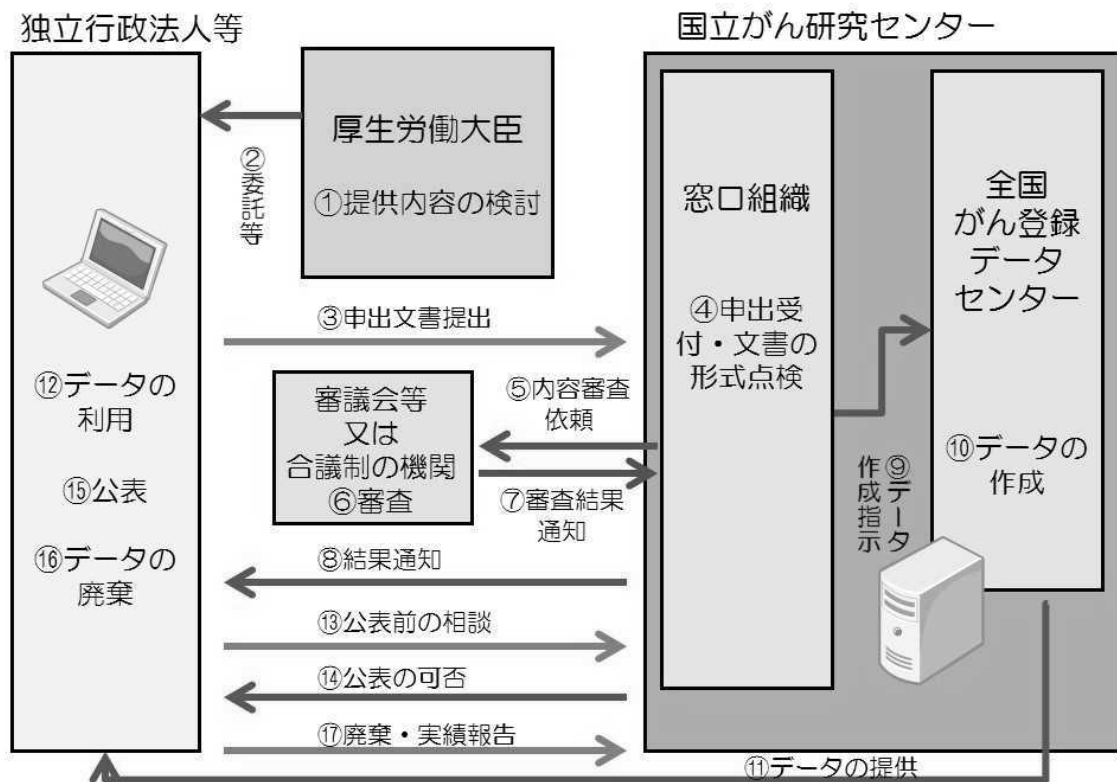 独立行政法人等
国立がん研究センター
厚生労働大臣
①提供内容の検討
②委託等
③申出文書提出
窓口組織
④申出受
付・文書の
形式点検
全国
がん登録
データ
センター
⑤内容審査
依頼
審議会等
又は
合議制の機関
⑥審査
⑦審査結果
通知
⑧結果通知
⑨データ
作成指示
⑩データの
作成
⑫データの
利用
⑮公表
⑯データの
廃棄
⑬公表前の相談
⑭公表の可否
⑰廃棄・実績報告
⑪データの提供